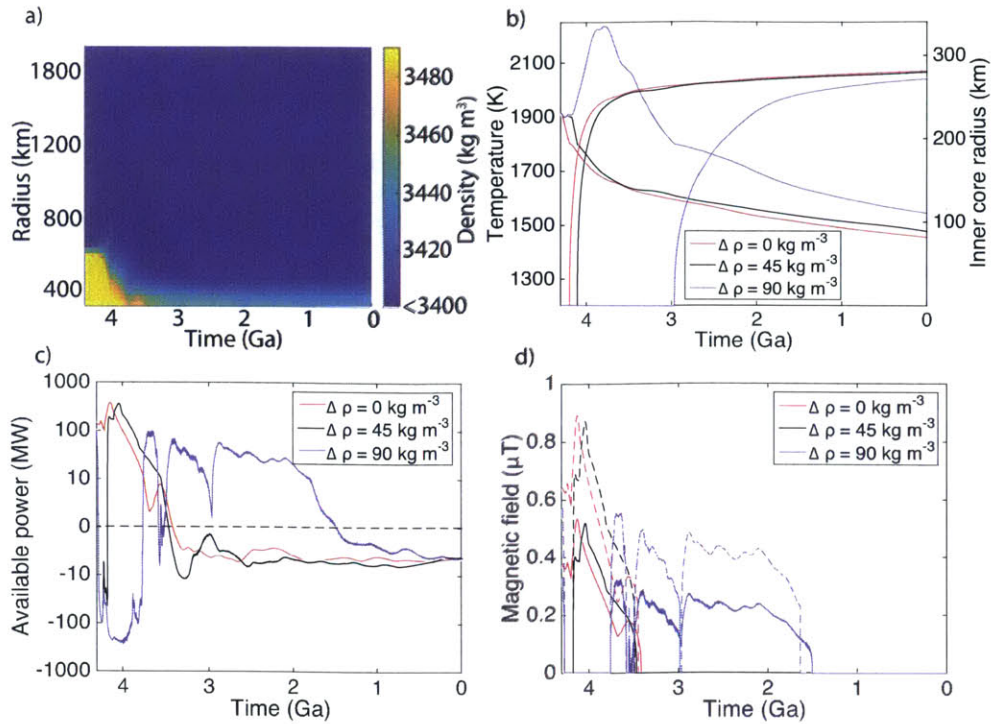 a)
Radius (km)
1800
1200
800
400
4
3
2
1
0
Time (Ga)
3480
3460
3440
3420
<3400
Density (kg m³)
b)
Temperature (K)
2100
1900
1700
1500
1300
4
3
2
1
0
Time (Ga)
300
200
100
Inner core radius (km)
Δ ρ = 0 kg m⁻³
Δ ρ = 45 kg m⁻³
Δ ρ = 90 kg m⁻³
c)
Available power (MW)
1000
100
10
0
-10
-100
-1000
4
3
2
1
0
Time (Ga)
Δ ρ = 0 kg m⁻³
Δ ρ = 45 kg m⁻³
Δ ρ = 90 kg m⁻³
d)
Magnetic field (μT)
1
0.8
0.6
0.4
0.2
0
4
3
2
1
0
Time (Ga)
Δ ρ = 0 kg m⁻³
Δ ρ = 45 kg m⁻³
Δ ρ = 90 kg m⁻³